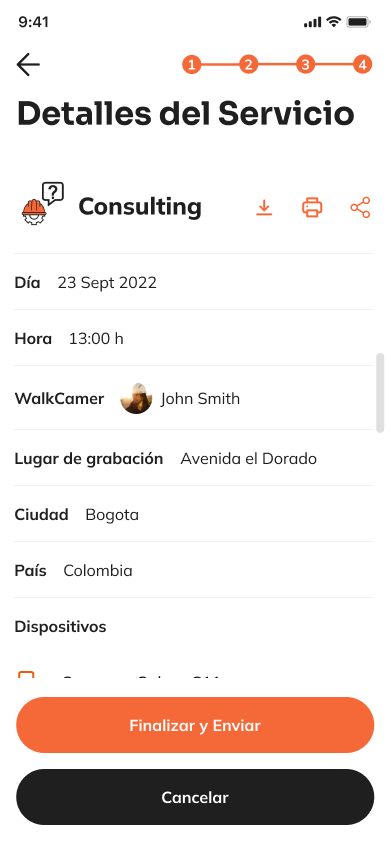 9:41
1 2 3 4
Detalles del Servicio
?
Consulting
Día 23 Sept 2022
Hora 13:00 h
WalkCamer John Smith
Lugar de grabación Avenida el Dorado
Ciudad Bogota
País Colombia
Dispositivos
Finalizar y Enviar
Cancelar